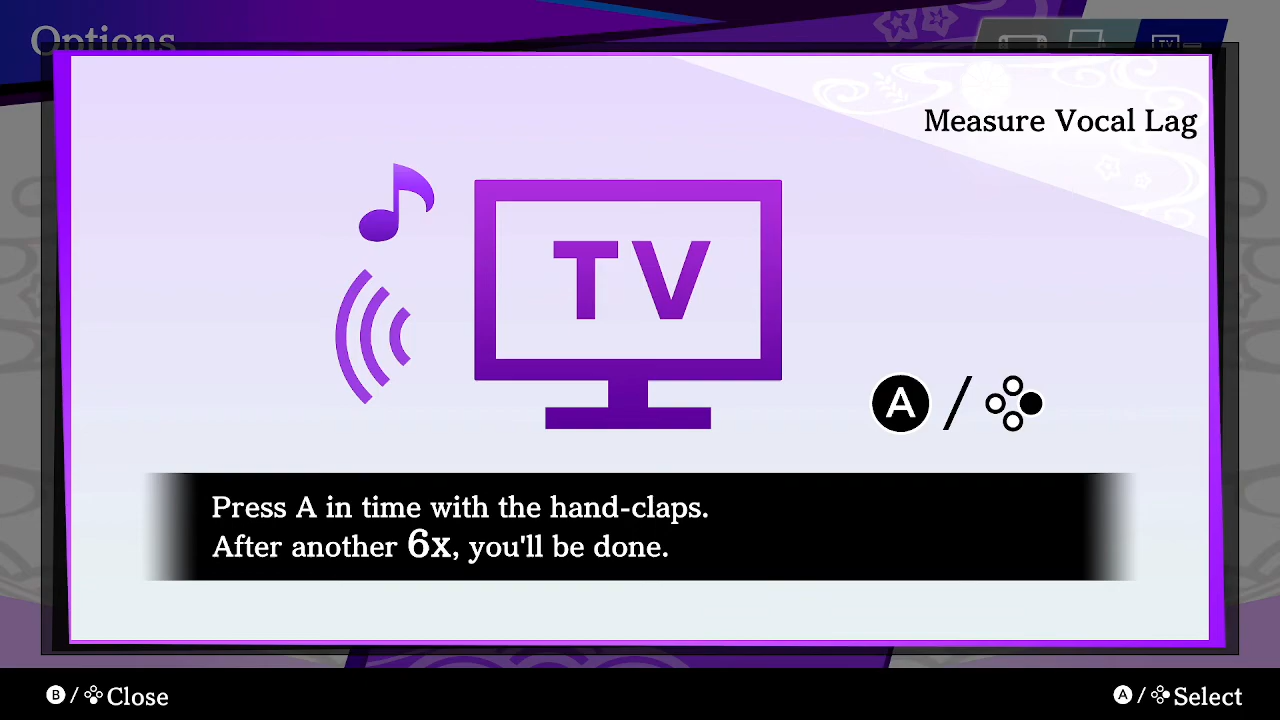 Options
TV
Measure Vocal Lag
TV
A /
Press A in time with the hand-claps.
After another 6x, you'll be done.
B / Close
A / Select